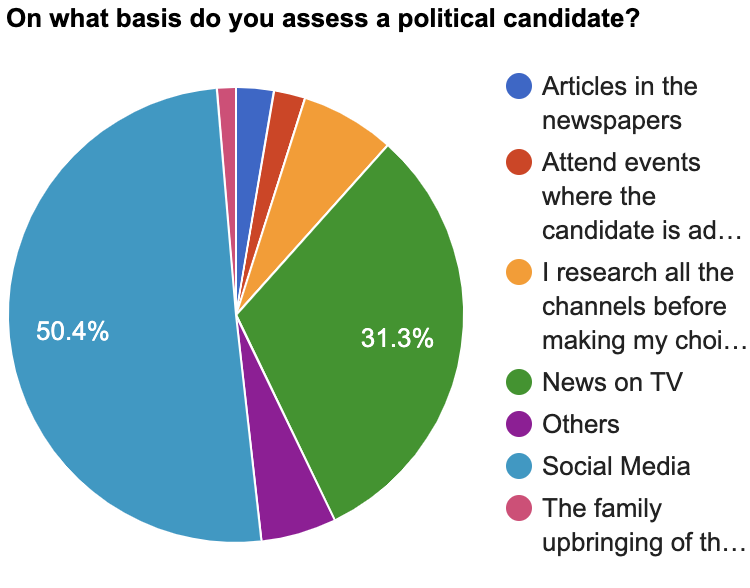 On what basis do you assess a political candidate?
Articles in the
newspapers
Attend events
where the
candidate is ad…
I research all the
channels before
making my choi…
News on TV
Others
Social Media
The family
upbringing of th…
50.4%
31.3%